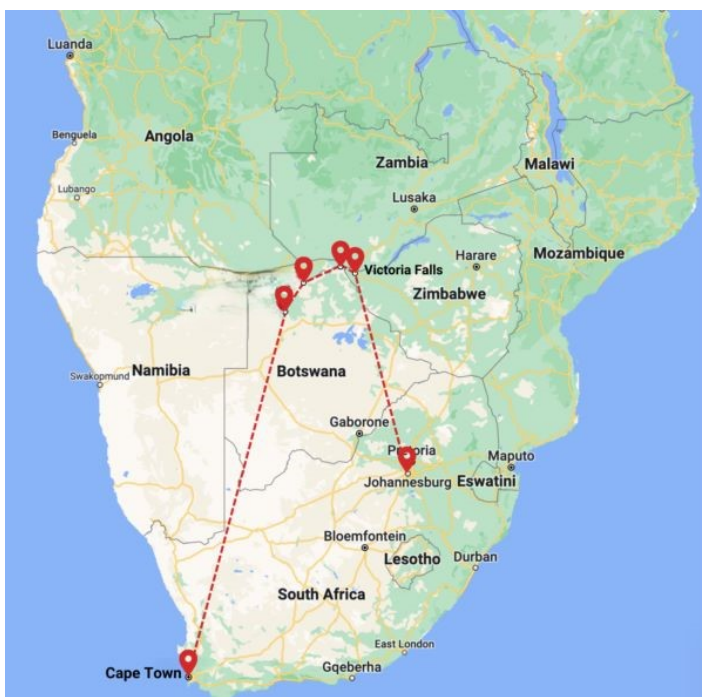 Luanda
Benguela
Angola
Lubango
Zambia
Malawi
Lusaka
Mozambique
Harare
Victoria Falls
Zimbabwe
Namibia
Swakopmund
Botswana
Gaborone
Maputo
Johannesburg
Eswatini
Bloemfontein
Lesotho
Durban
South Africa
East London
Cape Town
Gqeberha